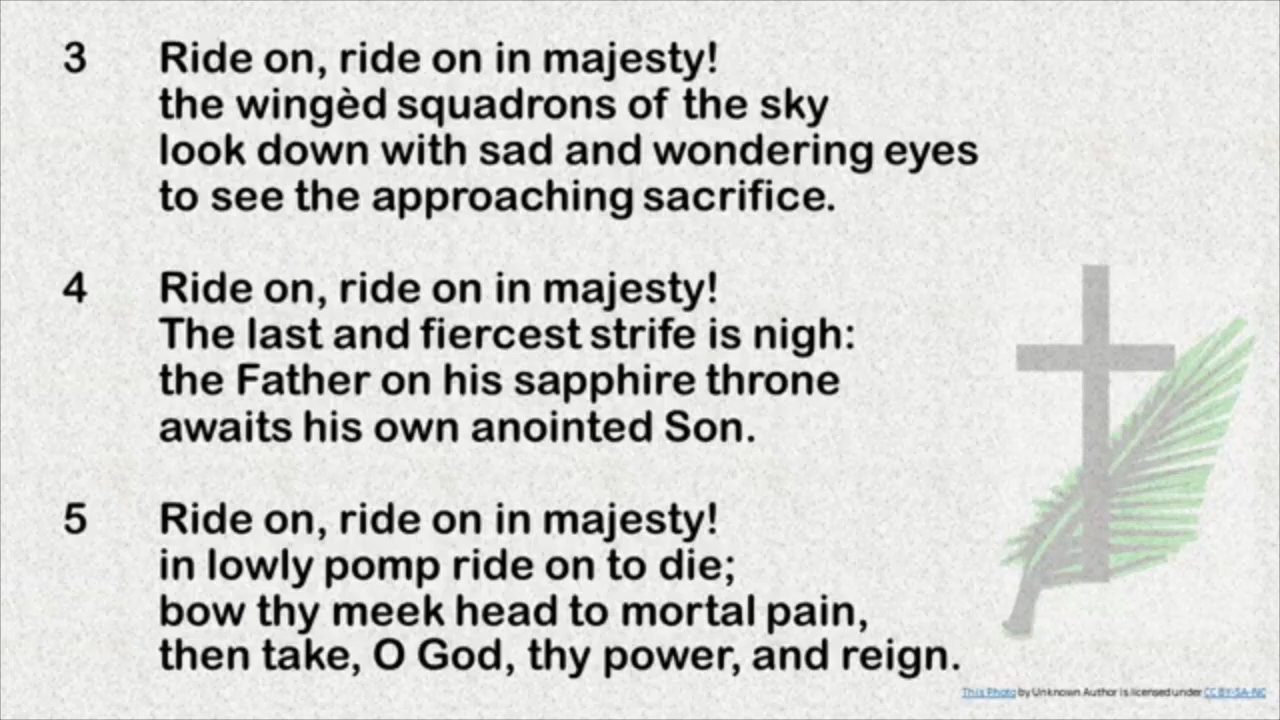 3 Ride on, ride on in majesty!
the wingèd squadrons of the sky
look down with sad and wondering eyes
to see the approaching sacrifice.
4 Ride on, ride on in majesty!
The last and fiercest strife is nigh:
the Father on his sapphire throne
awaits his own anointed Son.
5 Ride on, ride on in majesty!
in lowly pomp ride on to die;
bow thy meek head to mortal pain,
then take, O God, thy power, and reign.
This Photo by Unknown Author is licensed under CC BY-SA-NC